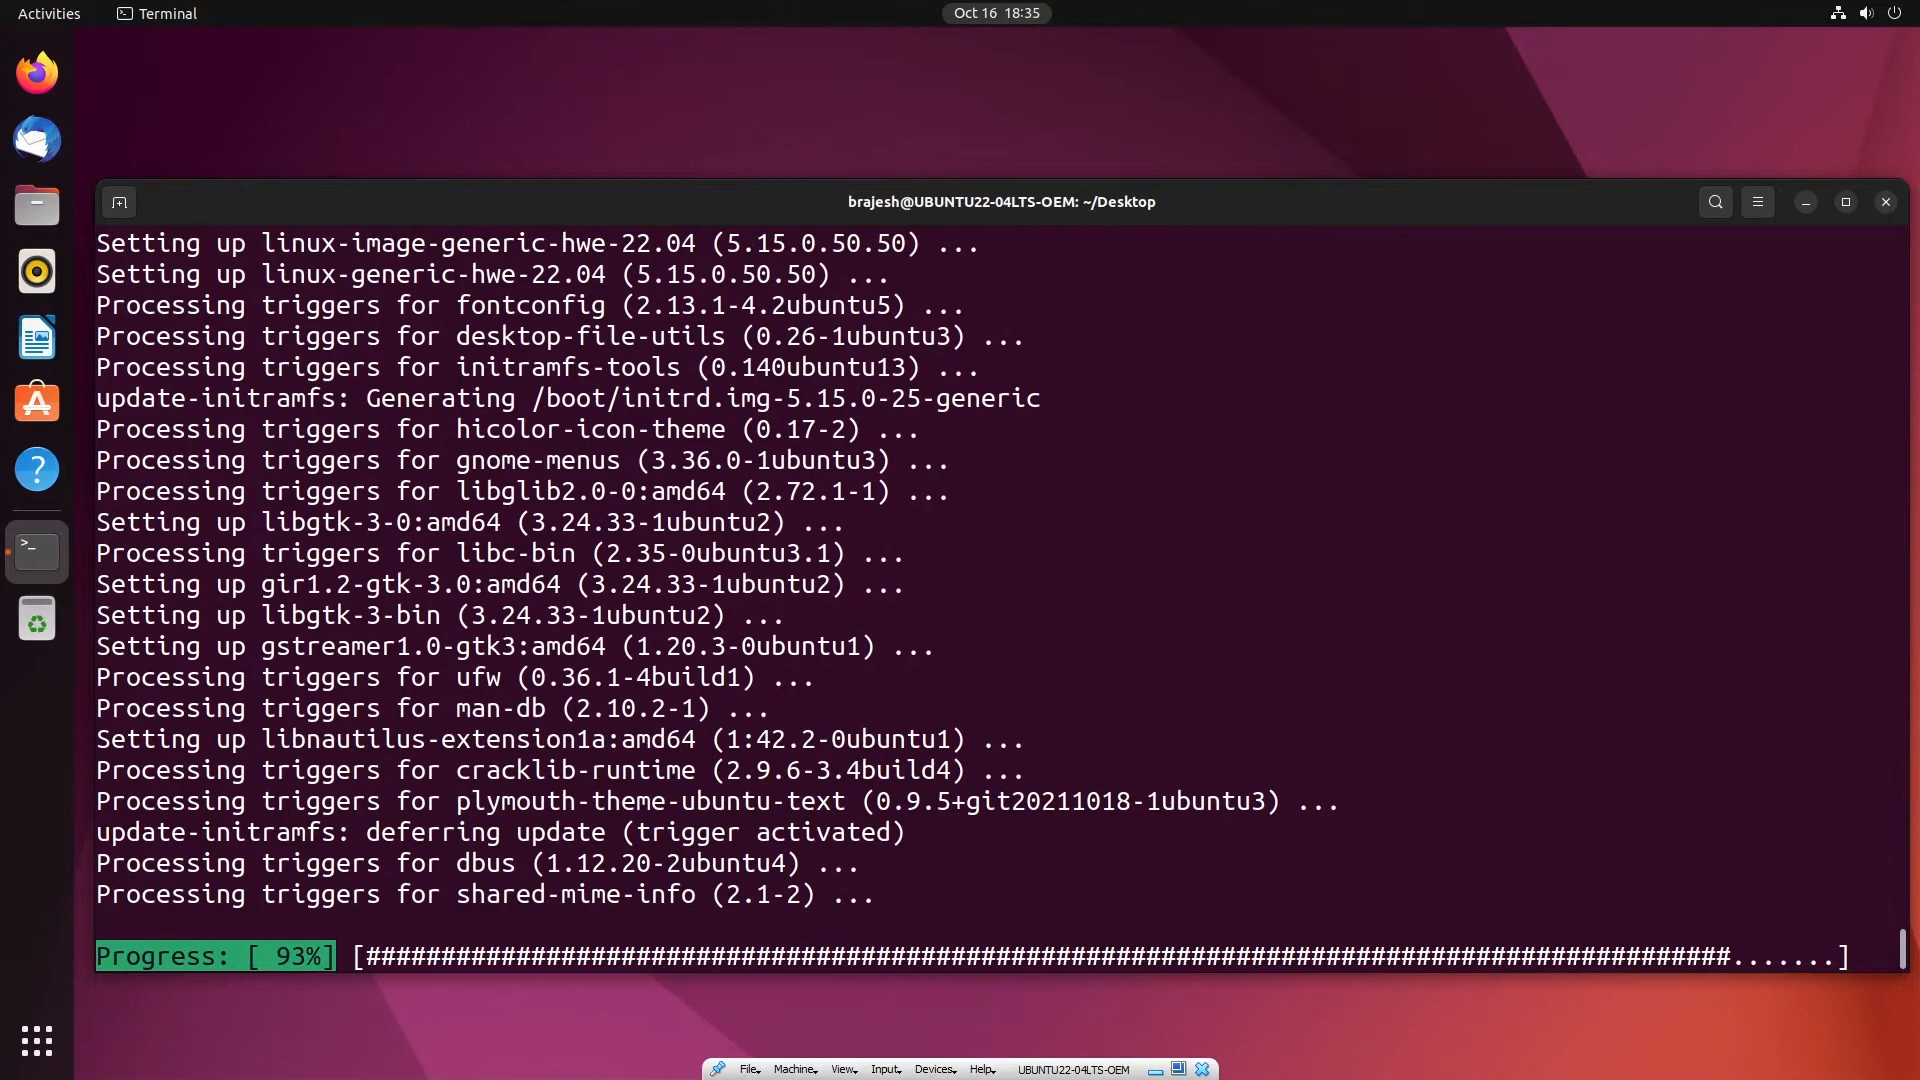 Activities Terminal Oct 16 18:35
brajesh@UBUNTU22-04LTS-OEM: ~/Desktop
Setting up linux-image-generic-hwe-22.04 (5.15.0.50.50) ...
Setting up linux-generic-hwe-22.04 (5.15.0.50.50) ...
Processing triggers for fontconfig (2.13.1-4.2ubuntu5) ...
Processing triggers for desktop-file-utils (0.26-1ubuntu3) ...
Processing triggers for initramfs-tools (0.140ubuntu13) ...
update-initramfs: Generating /boot/initrd.img-5.15.0-25-generic
Processing triggers for hicolor-icon-theme (0.17-2) ...
Processing triggers for gnome-menus (3.36.0-1ubuntu3) ...
Processing triggers for libglib2.0-0:amd64 (2.72.1-1) ...
Setting up libgtk-3-0:amd64 (3.24.33-1ubuntu2) ...
Processing triggers for libc-bin (2.35-0ubuntu3.1) ...
Setting up gir1.2-gtk-3.0:amd64 (3.24.33-1ubuntu2) ...
Setting up libgtk-3-bin (3.24.33-1ubuntu2) ...
Setting up gstreamer1.0-gtk3:amd64 (1.20.3-0ubuntu1) ...
Processing triggers for ufw (0.36.1-4build1) ...
Processing triggers for man-db (2.10.2-1) ...
Setting up libnautilus-extension1a:amd64 (1:42.2-0ubuntu1) ...
Processing triggers for cracklib-runtime (2.9.6-3.4build4) ...
Processing triggers for plymouth-theme-ubuntu-text (0.9.5+git20211018-1ubuntu3) ...
update-initramfs: deferring update (trigger activated)
Processing triggers for dbus (1.12.20-2ubuntu4) ...
Processing triggers for shared-mime-info (2.1-2) ...
Progress: [ 93%] [###########################################################################################.......]
File Machine View Input Devices Help UBUNTU22-04LTS-OEM